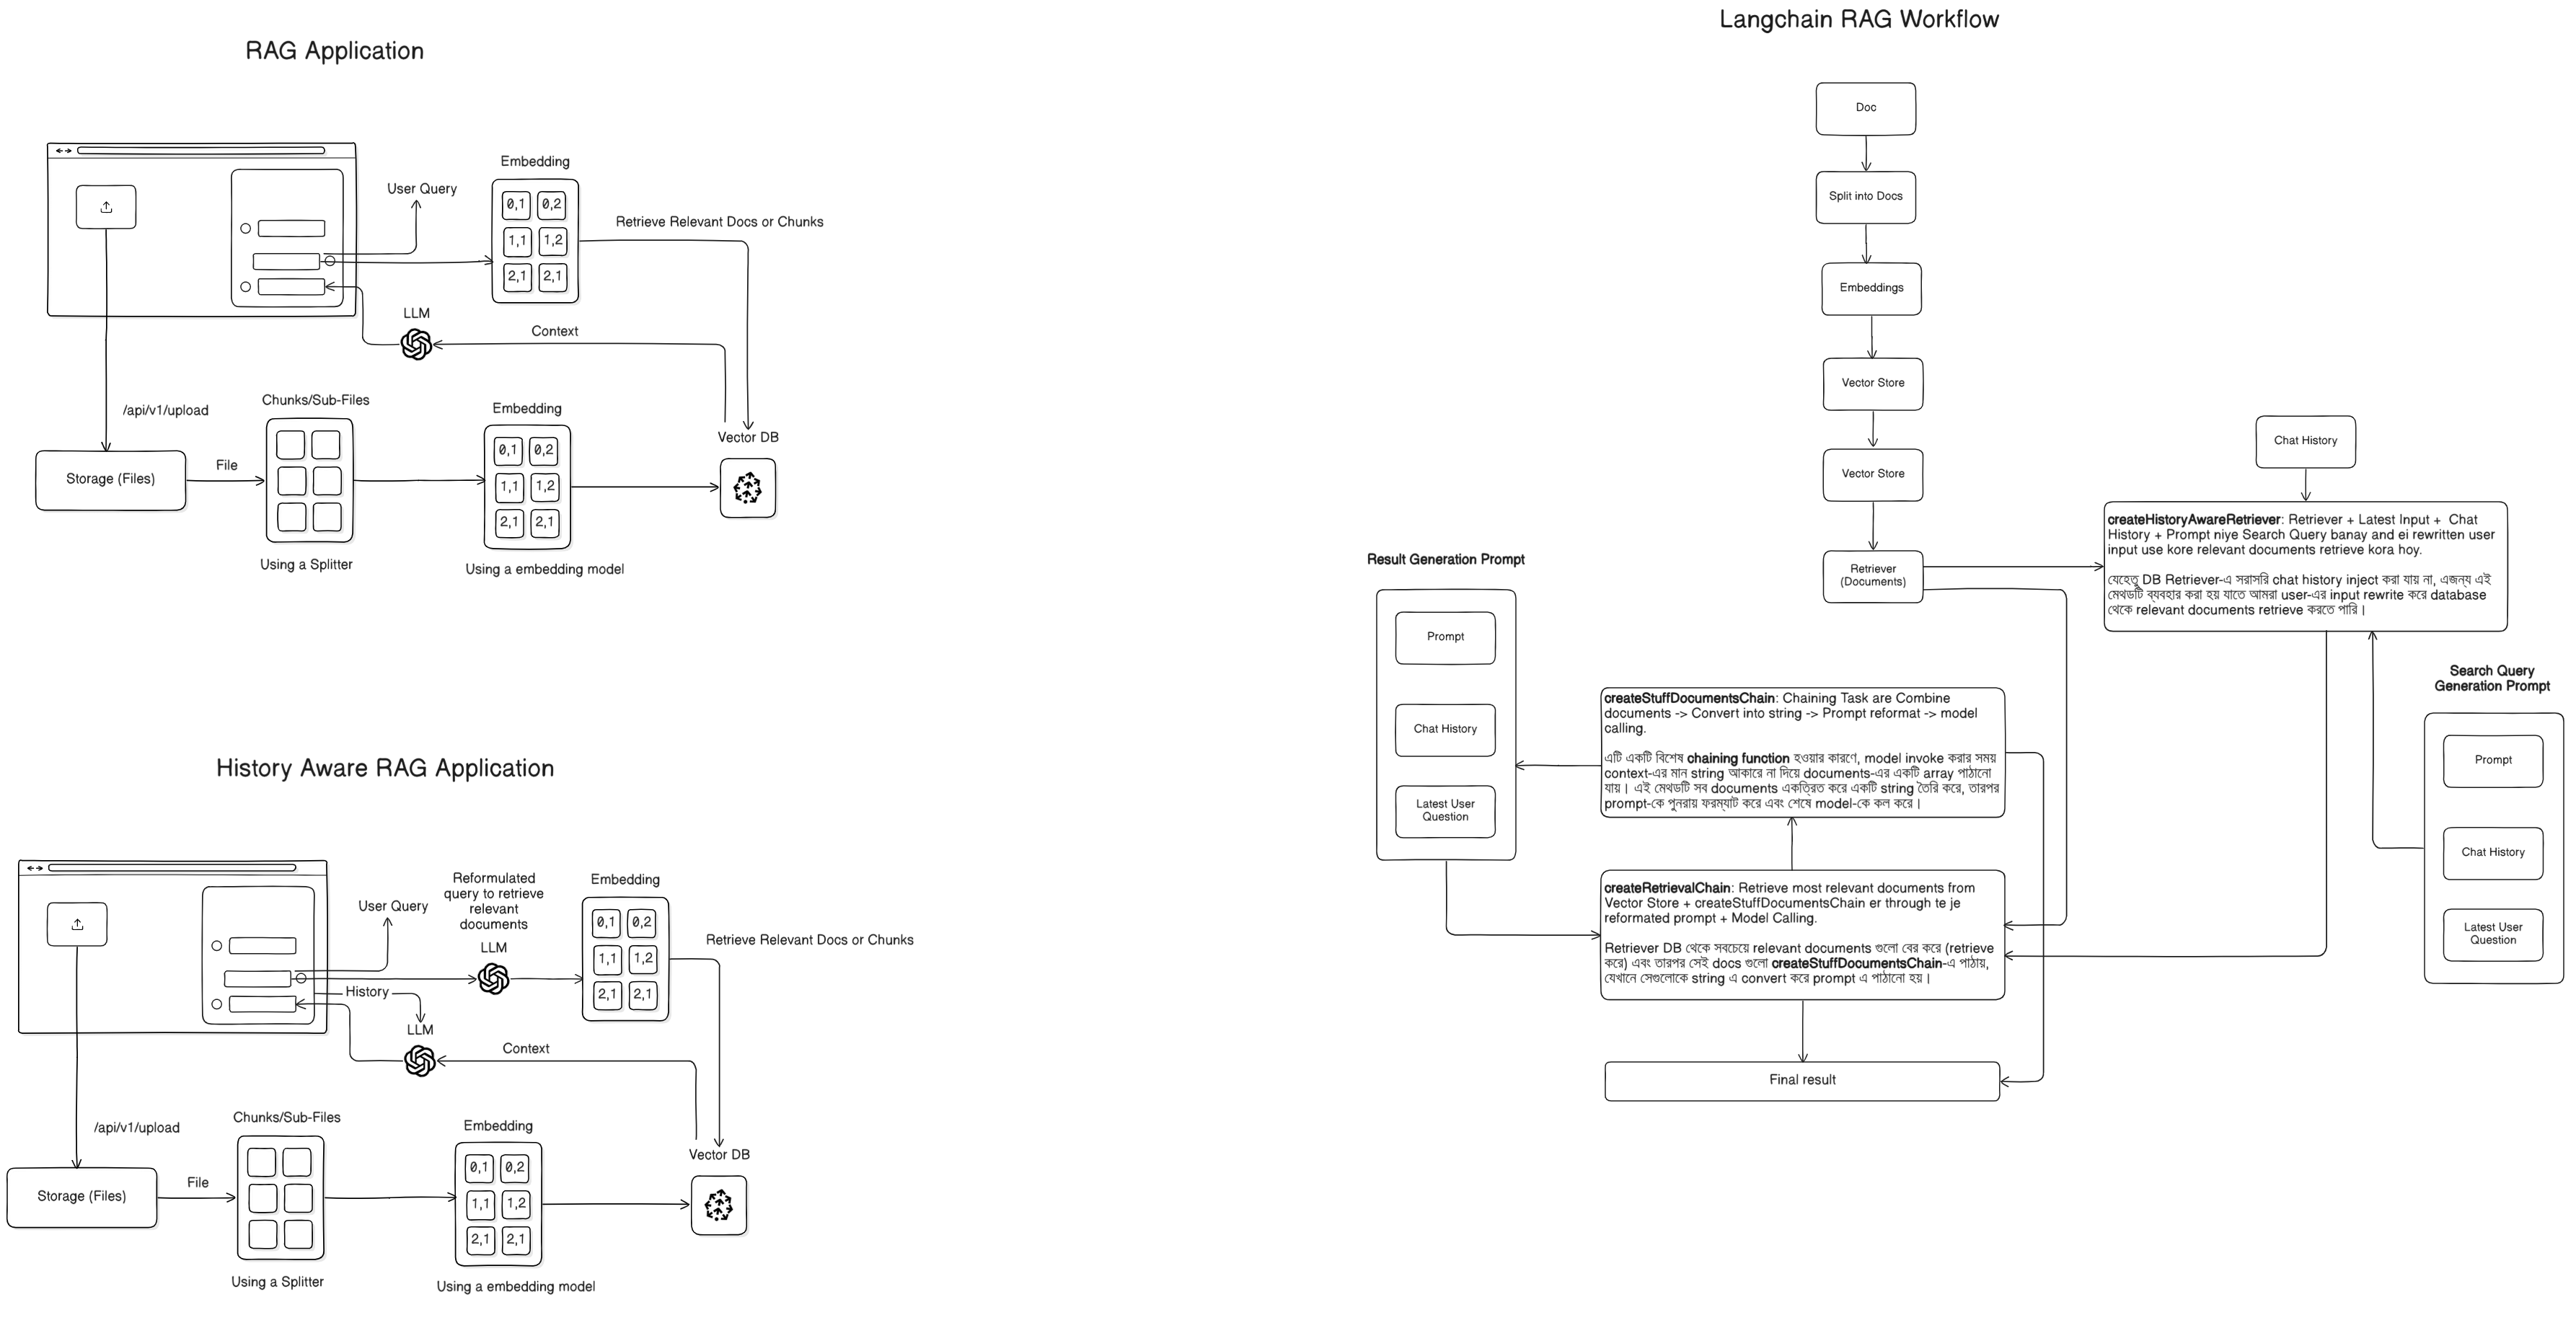 RAG Application
User Query
Embedding
0,1 0,2
1,1 1,2
2,1 2,1
Retrieve Relevant Docs or Chunks
LLM
Context
/api/v1/upload
Storage (Files)
File
Chunks/Sub-Files
Using a Splitter
Embedding
0,1 0,2
1,1 1,2
2,1 2,1
Using a embedding model
Vector DB
History Aware RAG Application
User Query
Reformulated
query to retrieve
relevant
documents
LLM
Embedding
0,1 0,2
1,1 1,2
2,1 2,1
Retrieve Relevant Docs or Chunks
History
LLM
Context
/api/v1/upload
Storage (Files)
File
Chunks/Sub-Files
Using a Splitter
Embedding
0,1 0,2
1,1 1,2
2,1 2,1
Using a embedding model
Vector DB
Langchain RAG Workflow
Doc
Split into Docs
Embeddings
Vector Store
Vector Store
Retriever
(Documents)
Chat History
createHistoryAwareRetriever: Retriever + Latest Input + Chat
History + Prompt niye Search Query banay and ei rewritten user
input use kore relevant documents retrieve kora hoy.
যেহেতু DB Retriever-এ সরাসরি chat history inject করা যায় না, এজন্য এই
মেথডটি ব্যবহার করা হয় যাতে আমরা user-এর input rewrite করে database
থেকে relevant documents retrieve করতে পারি।
Search Query
Generation Prompt
Prompt
Chat History
Latest User
Question
Result Generation Prompt
Prompt
Chat History
Latest User
Question
createStuffDocumentsChain: Chaining Task are Combine
documents -> Convert into string -> Prompt reformat -> model
calling.
এটি একটি বিশেষ chaining function হওয়ার কারণে, model invoke করার সময়
context-এর মান string আকারে না দিয়ে documents-এর একটি array পাঠানো
যায়। এই মেথডটি সব documents একত্রিত করে একটি string তৈরি করে, তারপর
prompt-কে পুনরায় ফরম্যাট করে এবং শেষে model-কে কল করে।
createRetrievalChain: Retrieve most relevant documents from
Vector Store + createStuffDocumentsChain er through te je
reformated prompt + Model Calling.
Retriever DB থেকে সবচেয়ে relevant documents গুলো বের করে (retrieve
করে) এবং তারপর সেই docs গুলো createStuffDocumentsChain-এ পাঠায়,
যেখানে সেগুলোকে string এ convert করে prompt এ পাঠানো হয়।
Final result